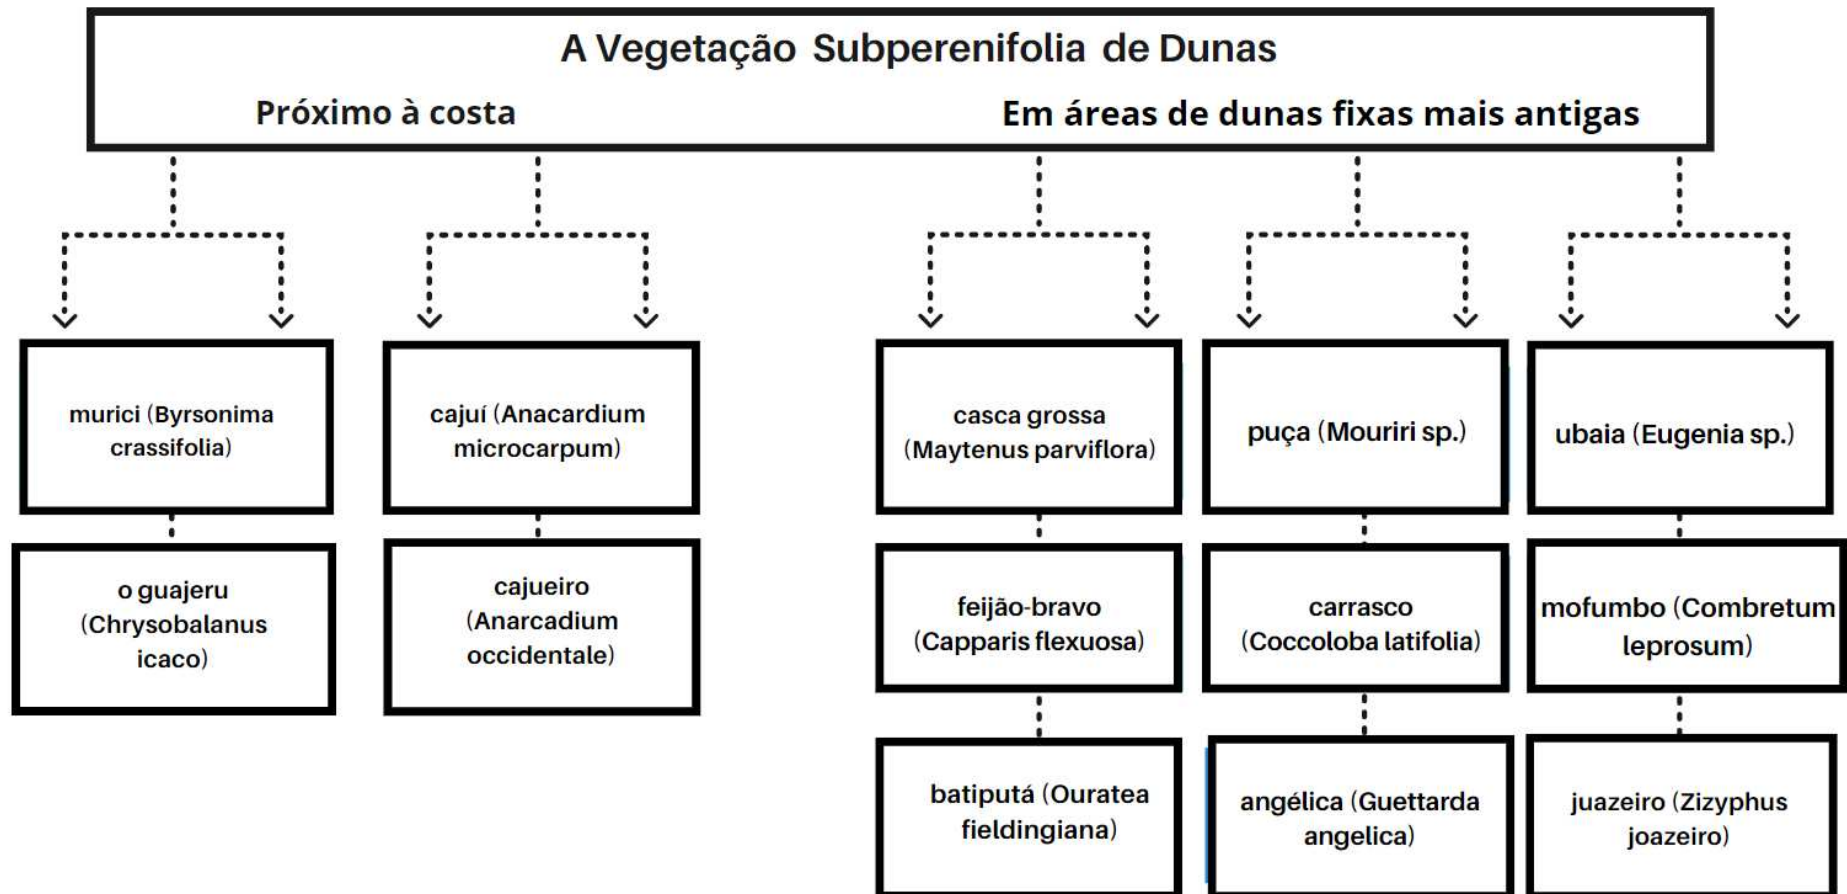 A Vegetação Subperenifolia de Dunas
Próximo à costa
Em áreas de dunas fixas mais antigas
murici (Byrsonima
crassifolia)
cajuí (Anacardium
microcarpum)
casca grossa
(Maytenus parviflora)
puça (Mouriri sp.)
ubaia (Eugenia sp.)
o guajeru
(Chrysobalanus
icaco)
cajueiro
(Anarcadium
occidentale)
feijão-bravo
(Capparis flexuosa)
carrasco
(Coccoloba latifolia)
mofumbo (Combretum
leprosum)
batiputá (Ouratea
fieldingiana)
angélica (Guettarda
angelica)
juazeiro (Zizyphus
joazeiro)